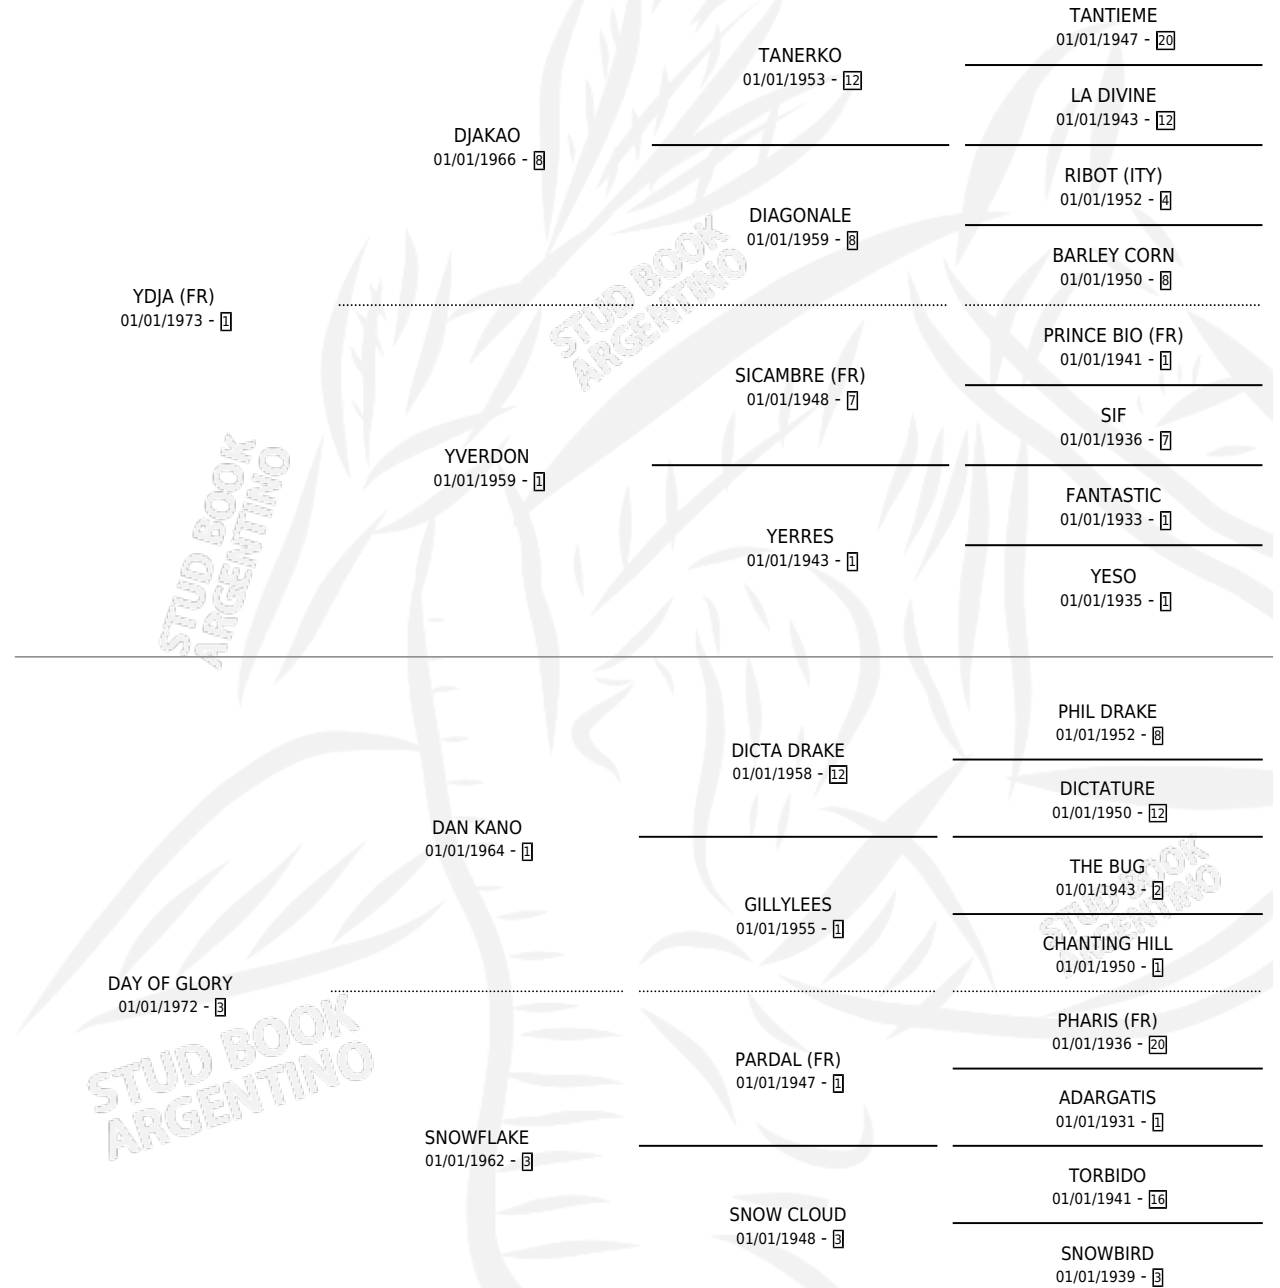 TANTIEME
01/01/1947 - 20
TANERKO
01/01/1953 - 12
LA DIVINE
01/01/1943 - 12
DJAKAO
01/01/1966 - 8
RIBOT (ITY)
01/01/1952 - 4
DIAGONALE
01/01/1959 - 8
BARLEY CORN
01/01/1950 - 8
YDJA (FR)
01/01/1973 - 1
PRINCE BIO (FR)
01/01/1941 - 1
SICAMBRE (FR)
01/01/1948 - 7
SIF
01/01/1936 - 7
YVERDON
01/01/1959 - 1
FANTASTIC
01/01/1933 - 1
YERRES
01/01/1943 - 1
YESO
01/01/1935 - 1
PHIL DRAKE
01/01/1952 - 8
DICTA DRAKE
01/01/1958 - 12
DICTATURE
01/01/1950 - 12
DAN KANO
01/01/1964 - 1
THE BUG
01/01/1943 - 2
GILLYLEES
01/01/1955 - 1
CHANTING HILL
01/01/1950 - 1
DAY OF GLORY
01/01/1972 - 3
PHARIS (FR)
01/01/1936 - 20
PARDAL (FR)
01/01/1947 - 1
ADARGATIS
01/01/1931 - 1
SNOWFLAKE
01/01/1962 - 3
TORBIDO
01/01/1941 - 16
SNOW CLOUD
01/01/1948 - 3
SNOWBIRD
01/01/1939 - 3
STUD BOOK
ARGENTINO
STUD BOOK
ARGENTINO
STUD BOOK
ARGENTINO
STUD BOOK
ARGENTINO